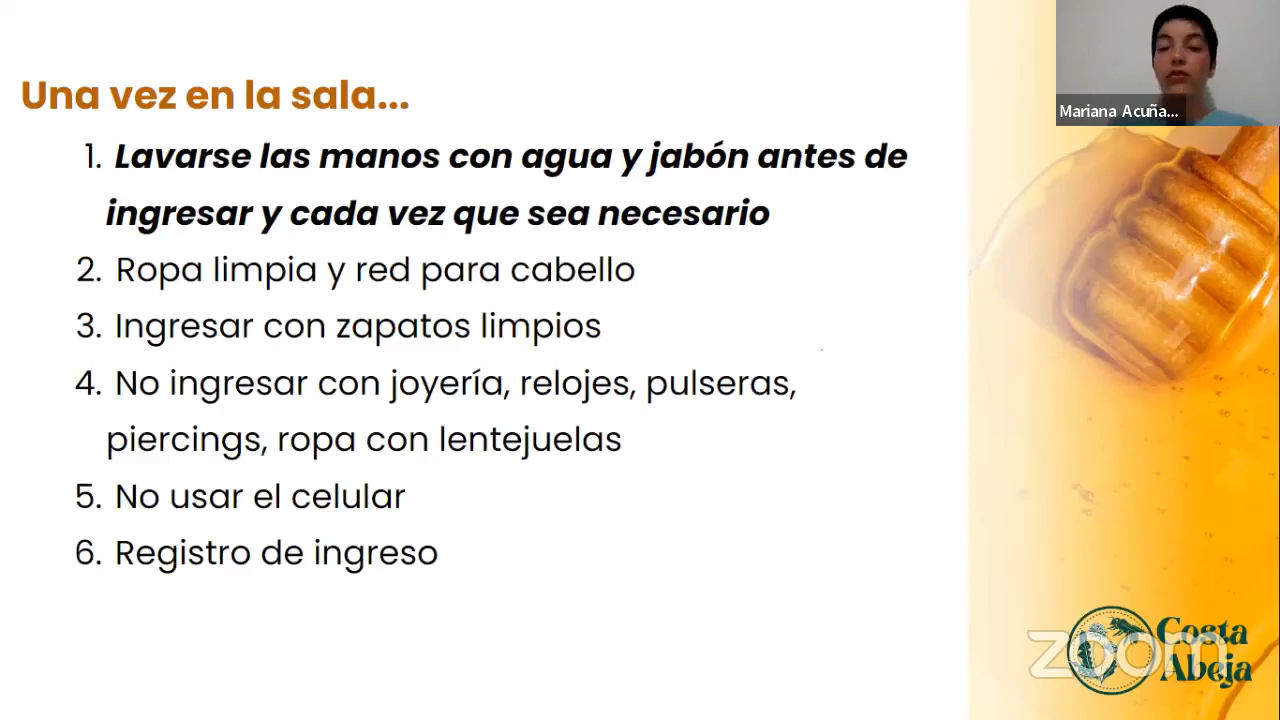 Una vez en la sala...
1. Lavarse las manos con agua y jabón antes de
ingresar y cada vez que sea necesario
2. Ropa limpia y red para cabello
3. Ingresar con zapatos limpios
4. No ingresar con joyería, relojes, pulseras,
piercings, ropa con lentejuelas
5. No usar el celular
6. Registro de ingreso
Mariana Acuña...
Costa
Abeja
zoom